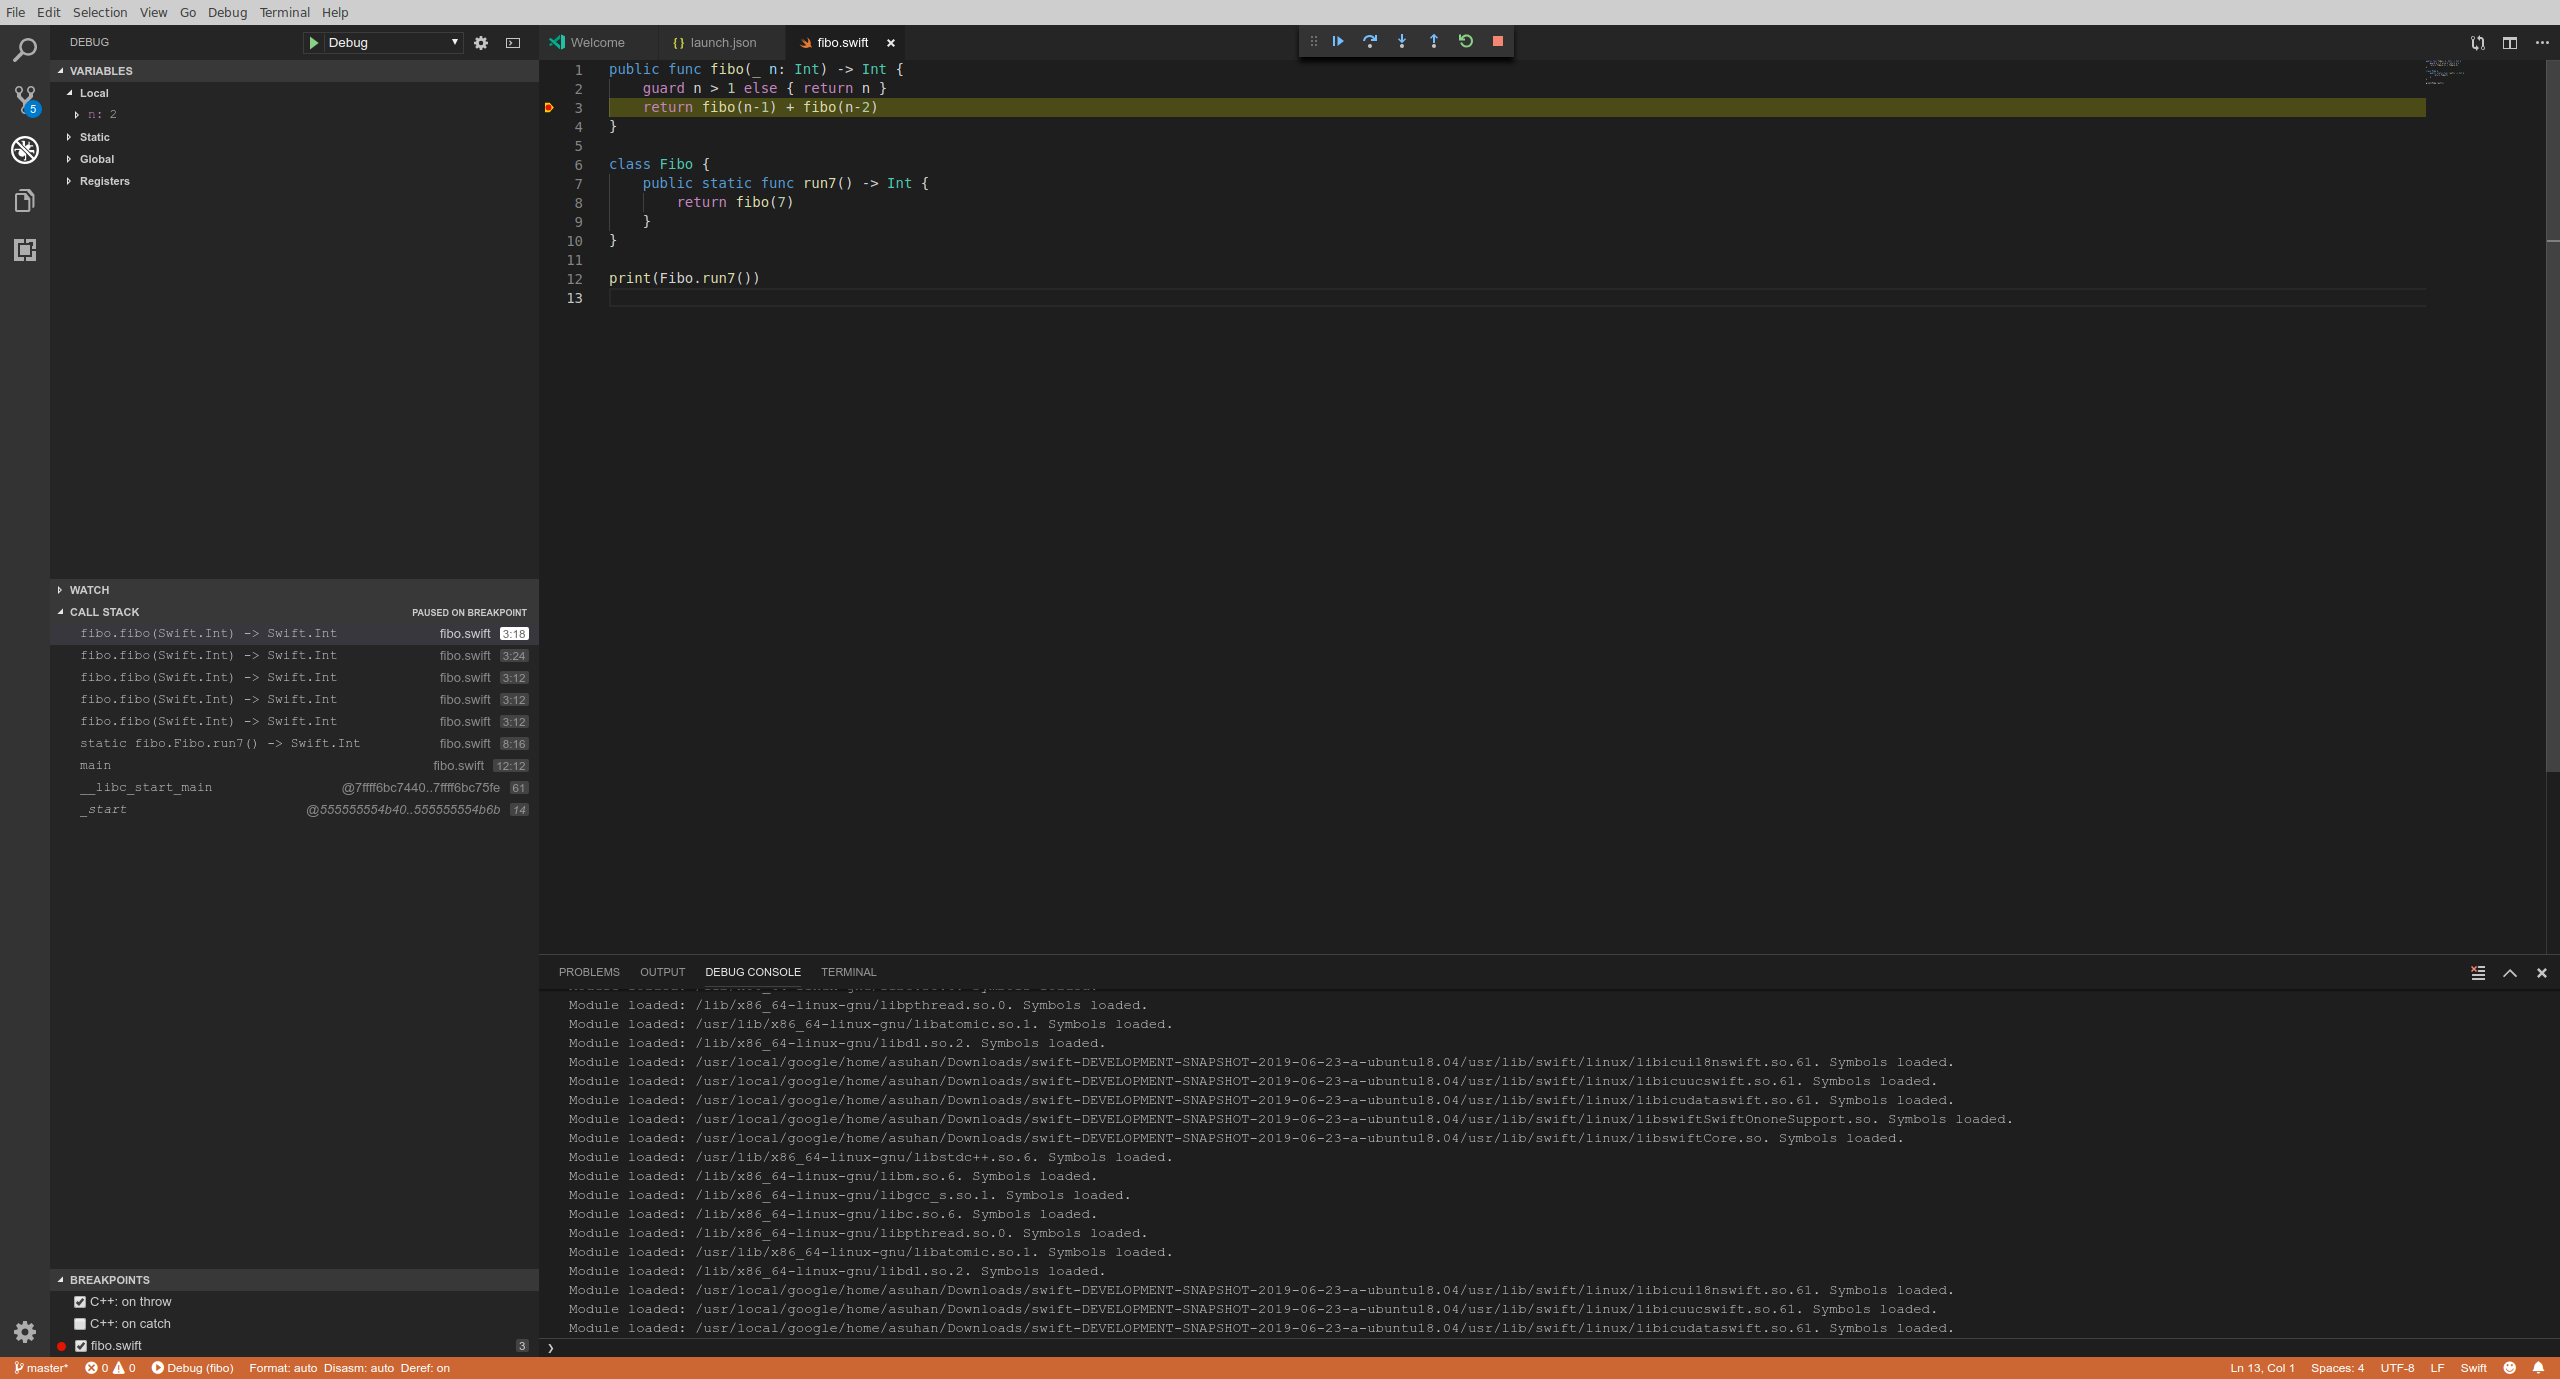 File Edit Selection View Go Debug Terminal Help
DEBUG Debug
Welcome launch.json fibo.swift
VARIABLES
Local
n: 2
Static
Global
Registers
5
1 public func fibo(_ n: Int) -> Int {
2 guard n > 1 else { return n }
3 return fibo(n-1) + fibo(n-2)
4 }
5
6 class Fibo {
7 public static func run7() -> Int {
8 return fibo(7)
9 }
10 }
11
12 print(Fibo.run7())
13
WATCH
CALL STACK PAUSED ON BREAKPOINT
fibo.fibo(Swift.Int) -> Swift.Int fibo.swift 3:18
fibo.fibo(Swift.Int) -> Swift.Int fibo.swift 3:24
fibo.fibo(Swift.Int) -> Swift.Int fibo.swift 3:12
fibo.fibo(Swift.Int) -> Swift.Int fibo.swift 3:12
fibo.fibo(Swift.Int) -> Swift.Int fibo.swift 3:12
static fibo.Fibo.run7() -> Swift.Int fibo.swift 8:16
main fibo.swift 12:12
__libc_start_main @7ffff6bc7440..7ffff6bc75fe 61
_start @555555554b40..555555554b6b 14
PROBLEMS OUTPUT DEBUG CONSOLE TERMINAL
Module loaded: /lib/x86_64-linux-gnu/libpthread.so.0. Symbols loaded.
Module loaded: /usr/lib/x86_64-linux-gnu/libatomic.so.1. Symbols loaded.
Module loaded: /lib/x86_64-linux-gnu/libdl.so.2. Symbols loaded.
Module loaded: /usr/local/google/home/asuhan/Downloads/swift-DEVELOPMENT-SNAPSHOT-2019-06-23-a-ubuntu18.04/usr/lib/swift/linux/libicui18nswift.so.61. Symbols loaded.
Module loaded: /usr/local/google/home/asuhan/Downloads/swift-DEVELOPMENT-SNAPSHOT-2019-06-23-a-ubuntu18.04/usr/lib/swift/linux/libicuucswift.so.61. Symbols loaded.
Module loaded: /usr/local/google/home/asuhan/Downloads/swift-DEVELOPMENT-SNAPSHOT-2019-06-23-a-ubuntu18.04/usr/lib/swift/linux/libicudataswift.so.61. Symbols loaded.
Module loaded: /usr/local/google/home/asuhan/Downloads/swift-DEVELOPMENT-SNAPSHOT-2019-06-23-a-ubuntu18.04/usr/lib/swift/linux/libswiftSwiftOnoneSupport.so. Symbols loaded.
Module loaded: /usr/local/google/home/asuhan/Downloads/swift-DEVELOPMENT-SNAPSHOT-2019-06-23-a-ubuntu18.04/usr/lib/swift/linux/libswiftCore.so. Symbols loaded.
Module loaded: /usr/lib/x86_64-linux-gnu/libstdc++.so.6. Symbols loaded.
Module loaded: /lib/x86_64-linux-gnu/libm.so.6. Symbols loaded.
Module loaded: /lib/x86_64-linux-gnu/libgcc_s.so.1. Symbols loaded.
Module loaded: /lib/x86_64-linux-gnu/libc.so.6. Symbols loaded.
Module loaded: /lib/x86_64-linux-gnu/libpthread.so.0. Symbols loaded.
Module loaded: /usr/lib/x86_64-linux-gnu/libatomic.so.1. Symbols loaded.
Module loaded: /lib/x86_64-linux-gnu/libdl.so.2. Symbols loaded.
Module loaded: /usr/local/google/home/asuhan/Downloads/swift-DEVELOPMENT-SNAPSHOT-2019-06-23-a-ubuntu18.04/usr/lib/swift/linux/libicui18nswift.so.61. Symbols loaded.
Module loaded: /usr/local/google/home/asuhan/Downloads/swift-DEVELOPMENT-SNAPSHOT-2019-06-23-a-ubuntu18.04/usr/lib/swift/linux/libicuucswift.so.61. Symbols loaded.
Module loaded: /usr/local/google/home/asuhan/Downloads/swift-DEVELOPMENT-SNAPSHOT-2019-06-23-a-ubuntu18.04/usr/lib/swift/linux/libicudataswift.so.61. Symbols loaded.
BREAKPOINTS
C++: on throw
C++: on catch
fibo.swift 3
master* 0 0 Debug (fibo) Format: auto Disasm: auto Deref: on
Ln 13, Col 1 Spaces: 4 UTF-8 LF Swift